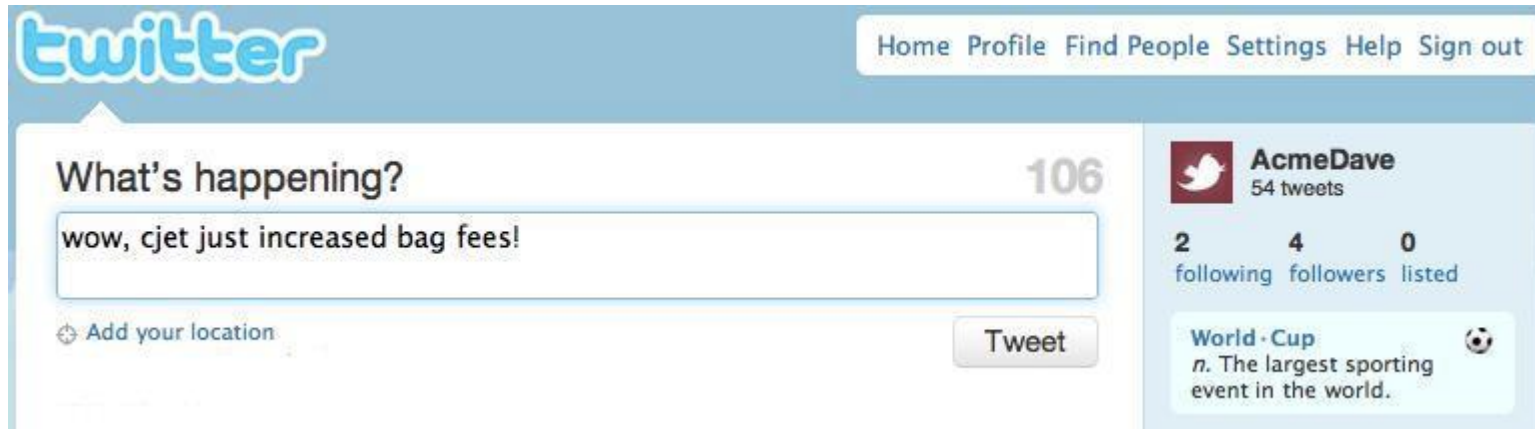 twitter
Home Profile Find People Settings Help Sign out
What's happening?
106
wow, cjet just increased bag fees!
Add your location
Tweet
AcmeDave
54 tweets
2 4 0
following followers listed
World · Cup
n. The largest sporting
event in the world.